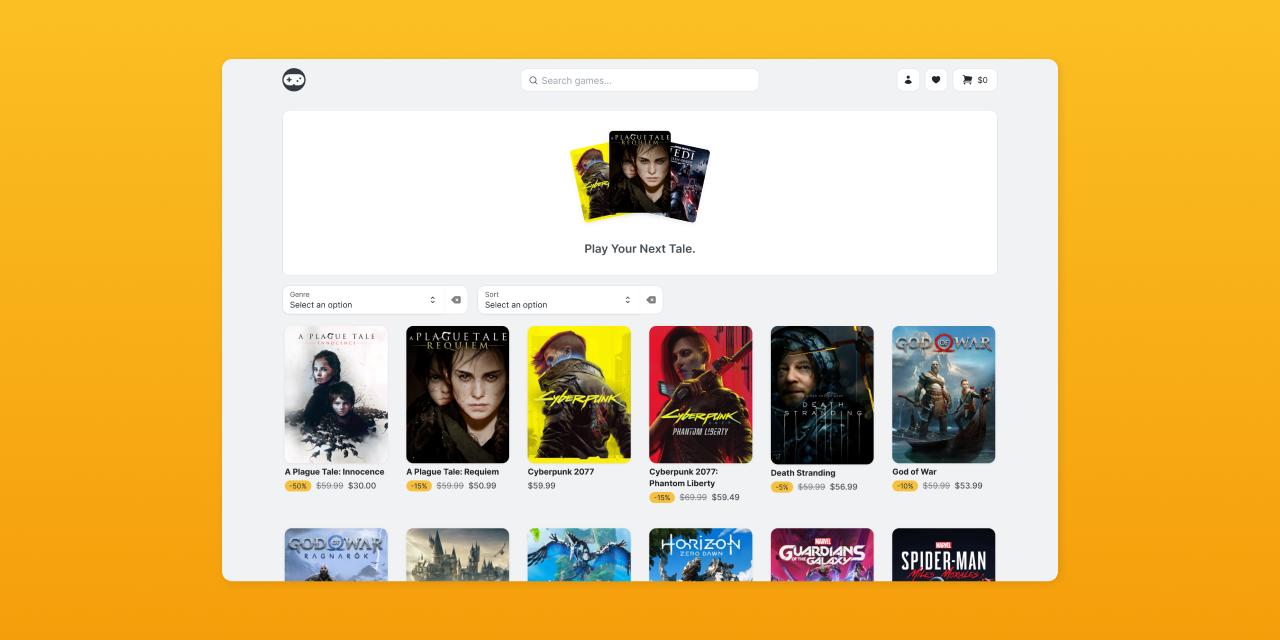 Search games...
$0
A PLAGUE TALE
REQUIEM
CYBERPUNK
JEDI
Play Your Next Tale.
Genre
Select an option
Sort
Select an option
A PLAGUE TALE
INNOCENCE
A PLAGUE TALE
REQUIEM
Cyberpunk
Cyberpunk
PHANTOM LIBERTY
DEATH
STRANDING
GOD OF WAR
A Plague Tale: Innocence
-50% $59.99 $30.00
A Plague Tale: Requiem
-15% $59.99 $50.99
Cyberpunk 2077
$59.99
Cyberpunk 2077:
Phantom Liberty
-15% $69.99 $59.49
Death Stranding
-5% $59.99 $56.99
God of War
-10% $59.99 $53.99
GOD OF WAR
RAGNARÖK
HORIZON
ZERO DAWN
MARVEL
GUARDIANS
OF THE GALAXY
MARVEL
SPIDER-MAN
MILES MORALES